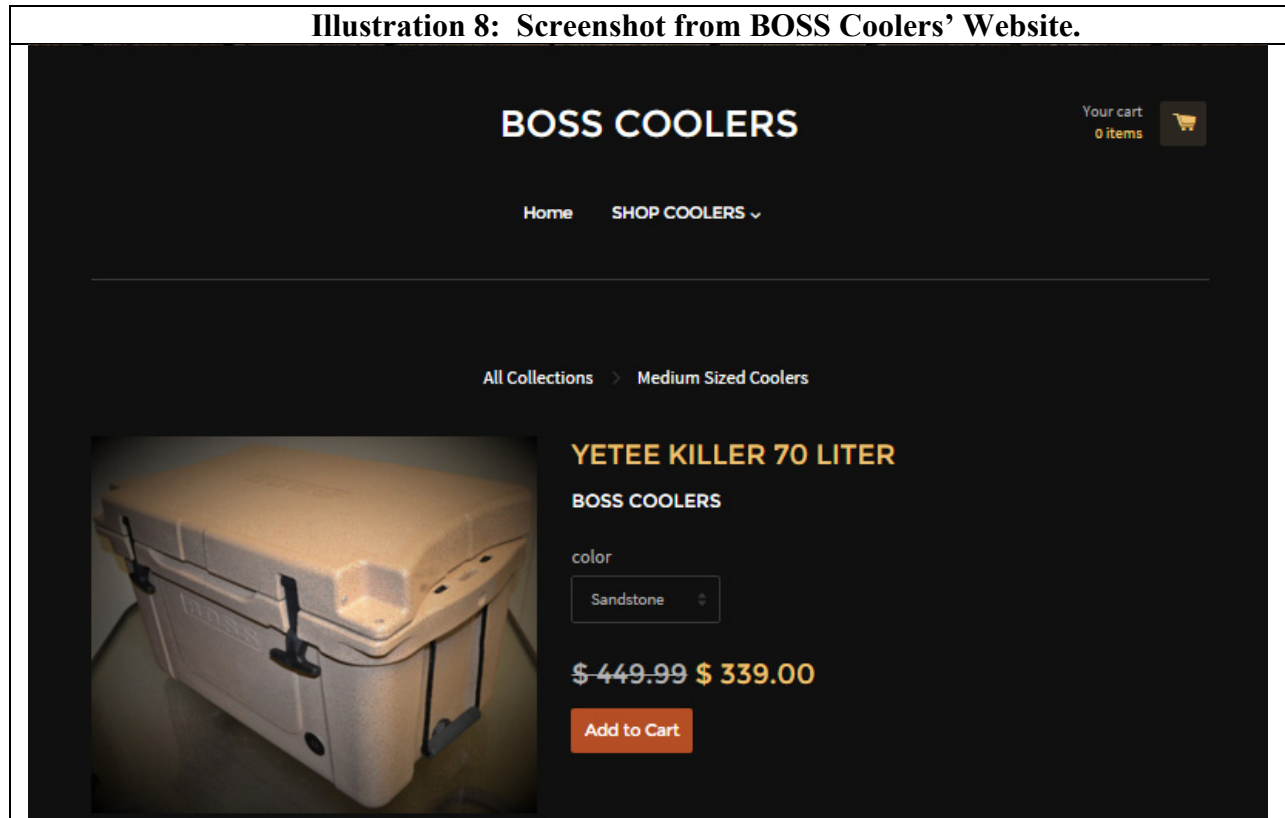 Illustration 8: Screenshot from BOSS Coolers’ Website.
BOSS COOLERS
Your cart
0 items
Home SHOP COOLERS
All Collections > Medium Sized Coolers
YETEE KILLER 70 LITER
BOSS COOLERS
color
Sandstone
$ 449.99 $ 339.00
Add to Cart
BOSS